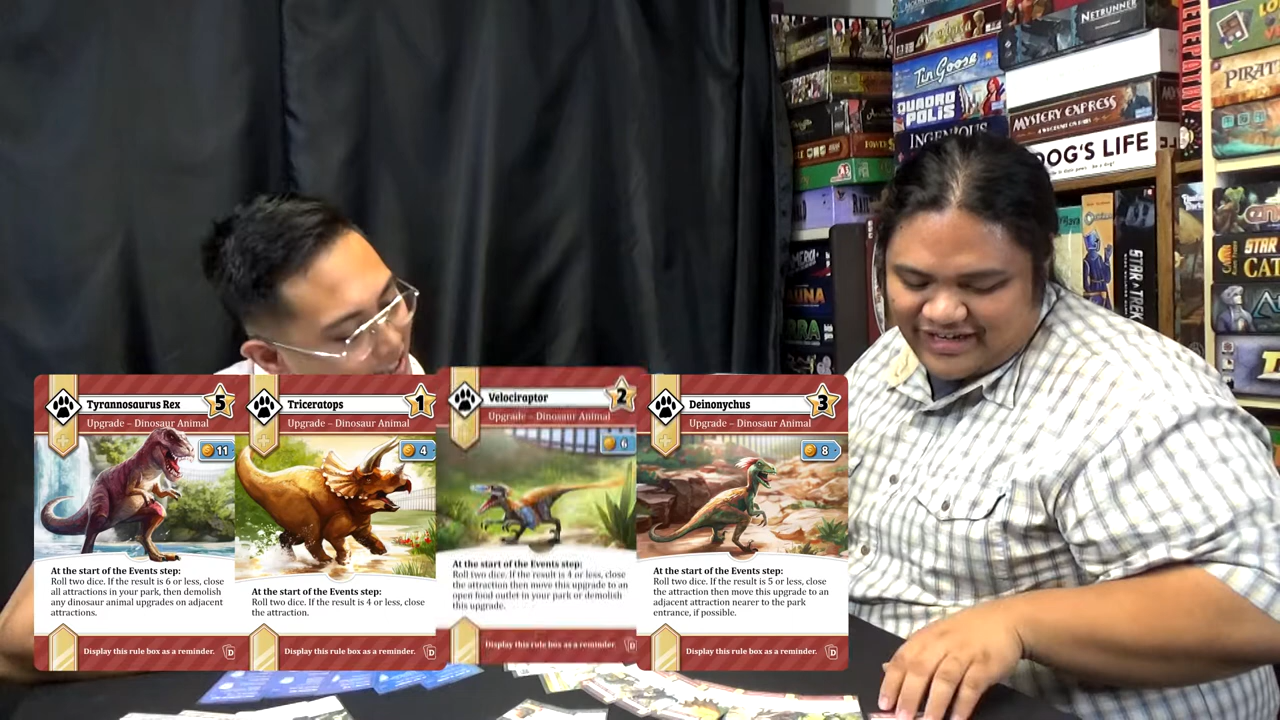 NETRUNNER
Tin Goose
QUADRO
POLIS
INGENIOUS
MYSTERY EXPRESS
DOG'S LIFE
TELEPATHY
PIRAT
STAR
CAT
STAR TREK
Tyrannosaurus Rex
5
Upgrade – Dinosaur Animal
11
At the start of the Events step:
Roll two dice. If the result is 6 or less, close
all attractions in your park, then demolish
any dinosaur animal upgrades on adjacent
attractions.
Display this rule box as a reminder.
D
Triceratops
1
Upgrade – Dinosaur Animal
4
At the start of the Events step:
Roll two dice. If the result is 4 or less, close
the attraction.
Display this rule box as a reminder.
D
Velociraptor
2
Upgrade – Dinosaur Animal
6
At the start of the Events step:
Roll two dice. If the result is 4 or less, close
the attraction then move this upgrade to an
open food outlet in your park or demolish
this upgrade.
Display this rule box as a reminder.
D
Deinonychus
3
Upgrade – Dinosaur Animal
8
At the start of the Events step:
Roll two dice. If the result is 5 or less, close
the attraction then move this upgrade to an
adjacent attraction nearer to the park
entrance, if possible.
Display this rule box as a reminder.
D